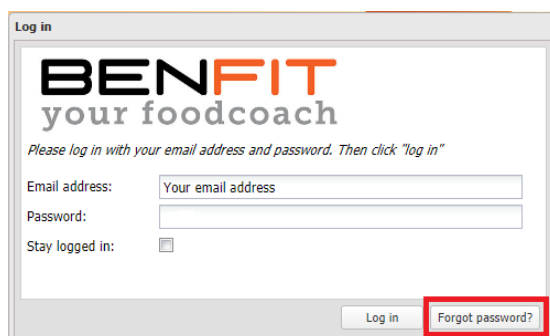 Log in
BENFIT
your foodcoach
Please log in with your email address and password. Then click "log in"
Email address: Your email address
Password:
Stay logged in:
Log in Forgot password?